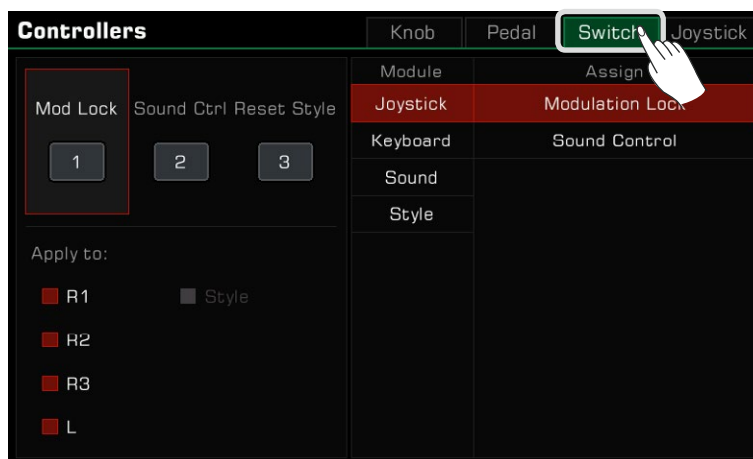 Controllers
Knob
Pedal
Switch
Joystick
Mod Lock
Sound Ctrl
Reset Style
1
2
3
Apply to:
R1
Style
R2
R3
L
Module
Assign
Joystick
Modulation Lock
Keyboard
Sound Control
Sound
Style